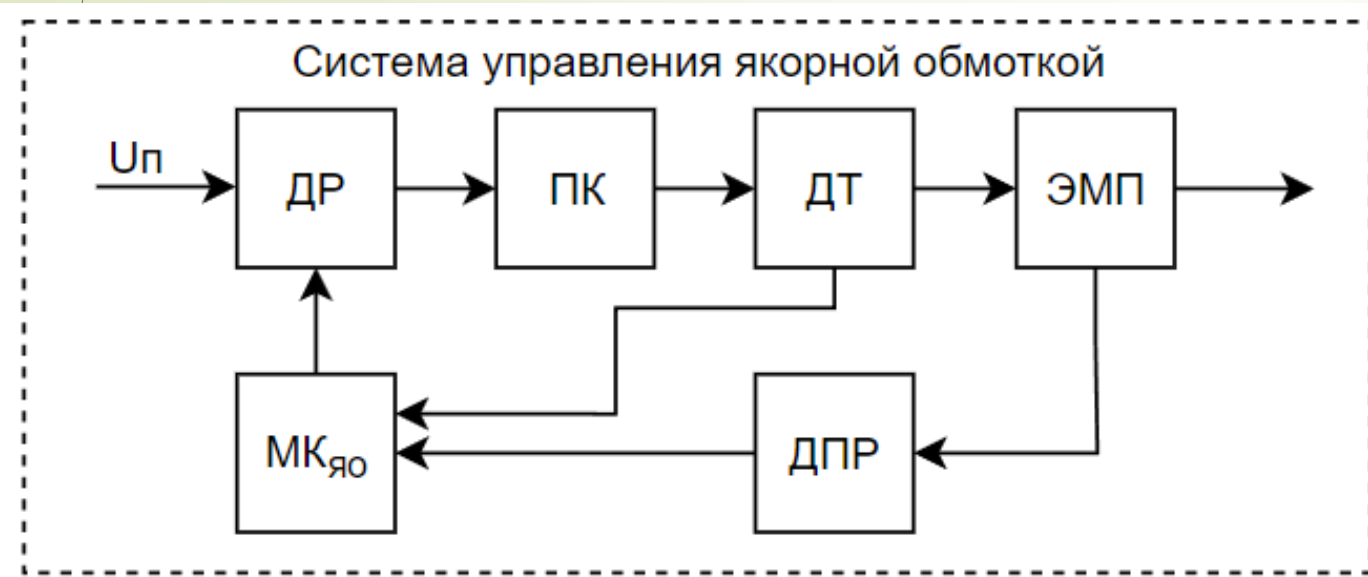 Система управления якорной обмоткой
Uп
ДР
ПК
ДТ
ЭМП
МКЯО
ДПР